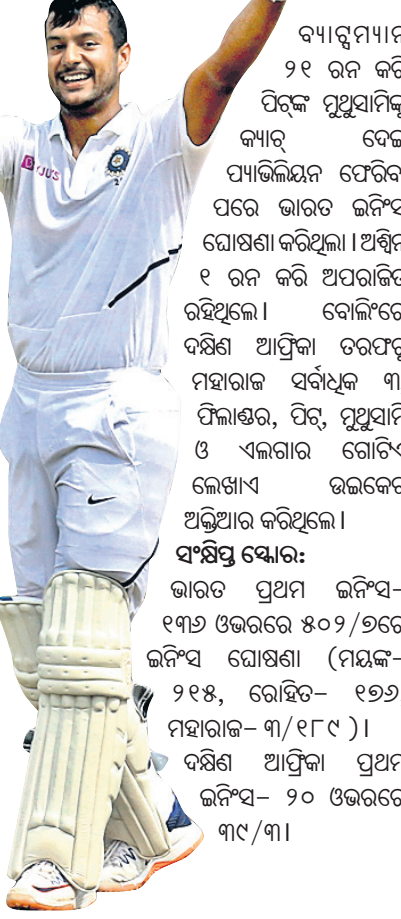 ବ୍ୟାଟ୍ସମ୍ୟାନ
୨୧ ରନ କରି
ପିଟ୍‌ଙ୍କ ମୁଥୁସାମିଙ୍କୁ
କ୍ୟାଚ୍ ଦେଇ
ପ୍ୟାଭିଲିୟନ ଫେରିବା
ପରେ ଭାରତ ଇନିଂସ
ଘୋଷଣା କରିଥିଲା । ଅଶ୍ୱିନ
୧ ରନ କରି ଅପରାଜିତ
ରହିଥିଲେ । ବୋଲିଂରେ
ଦକ୍ଷିଣ ଆଫ୍ରିକା ତରଫରୁ
ମହାରାଜ ସର୍ବାଧିକ ୩
ଫିଲାଣ୍ଡର, ପିଟ୍, ମୁଥୁସାମି
ଓ ଏଲଗାର ଗୋଟିଏ
ଲେଖାଏ ଉଇକେଟ
ଅକ୍ତିଆର କରିଥିଲେ ।
ସଂକ୍ଷିପ୍ତ ସ୍କୋର:
ଭାରତ ପ୍ରଥମ ଇନିଂସ–
୧୩୬ ଓଭରରେ ୫୦୨/୭ରେ
ଇନିଂସ ଘୋଷଣା (ମୟଙ୍କ–
୨୧୫, ରୋହିତ– ୧୭୬
ମହାରାଜ– ୩/୧୮୯ ) ।
ଦକ୍ଷିଣ ଆଫ୍ରିକା ପ୍ରଥମ
ଇନିଂସ– ୨୦ ଓଭରରେ
୩୯/୩ ।